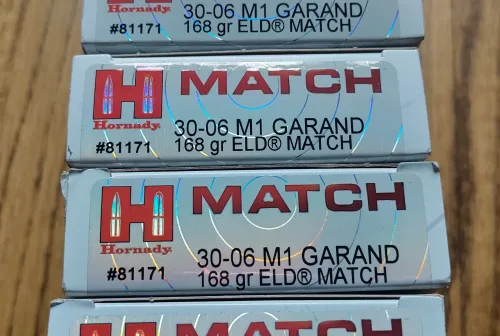 Hornady
30-06 M1 GARAND
#81171
168 gr ELD® MATCH
MATCH
Hornady
30-06 M1 GARAND
#81171
168 gr ELD® MATCH
MATCH
Hornady
30-06 M1 GARAND
#81171
168 gr ELD® MATCH
MATCH